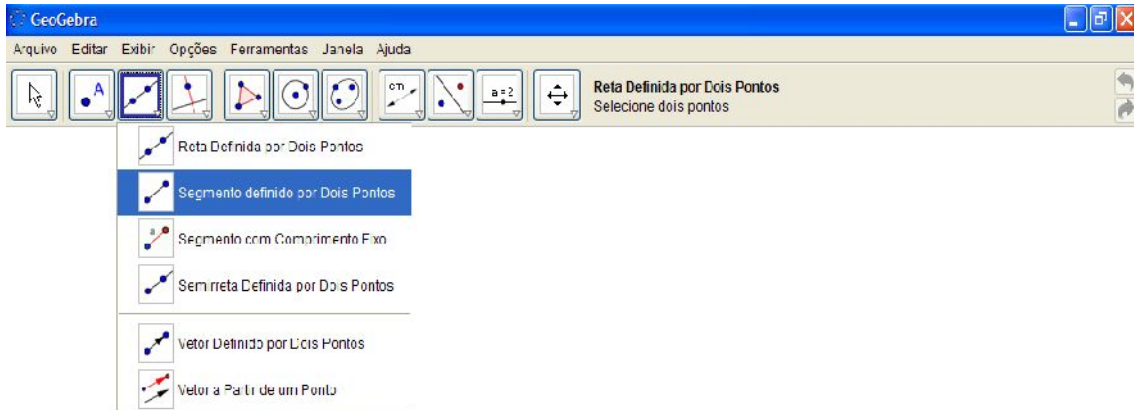 GeoGebra
Arquivo Editar Exibir Opções Ferramentas Janela Ajuda
A
cm
a=2
Reta Definida por Dois Pontos
Selecione dois pontos
Reta Definida por Dois Pontos
Segmento definido por Dois Pontos
a
Segmento com Comprimento Fixo
Semirreta Definida por Dois Pontos
Vetor Definido por Dois Pontos
Vetor a Partir de um Ponto